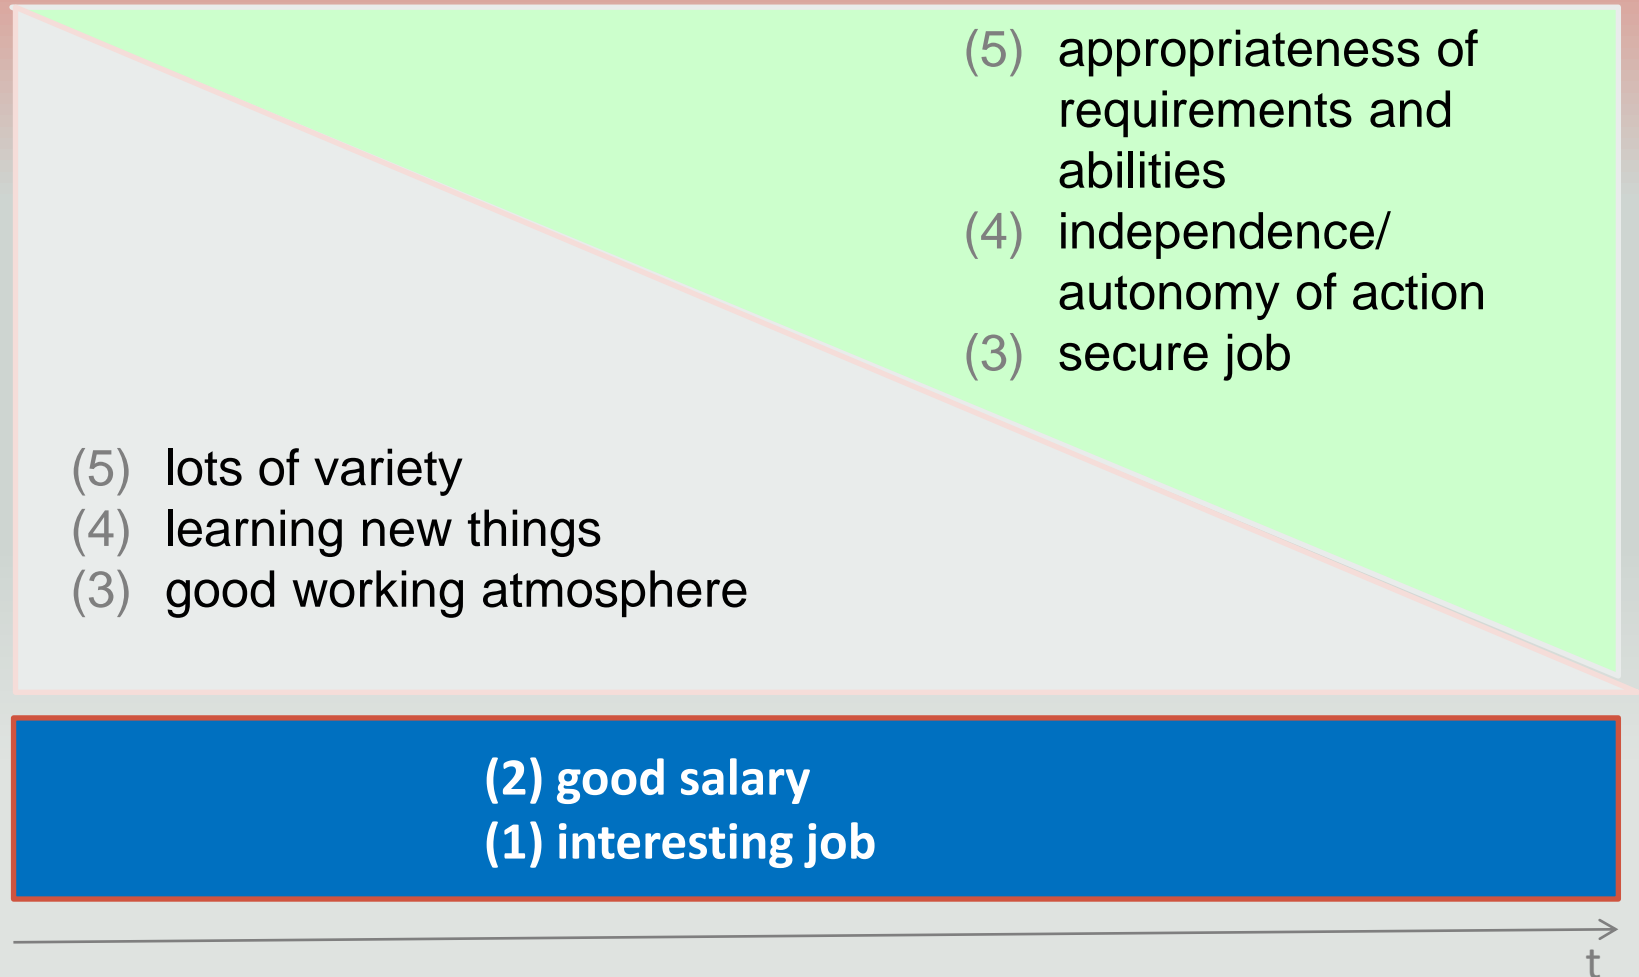 (5) appropriateness of
requirements and
abilities
(4) independence/
autonomy of action
(3) secure job
(5) lots of variety
(4) learning new things
(3) good working atmosphere
(2) good salary
(1) interesting job
t